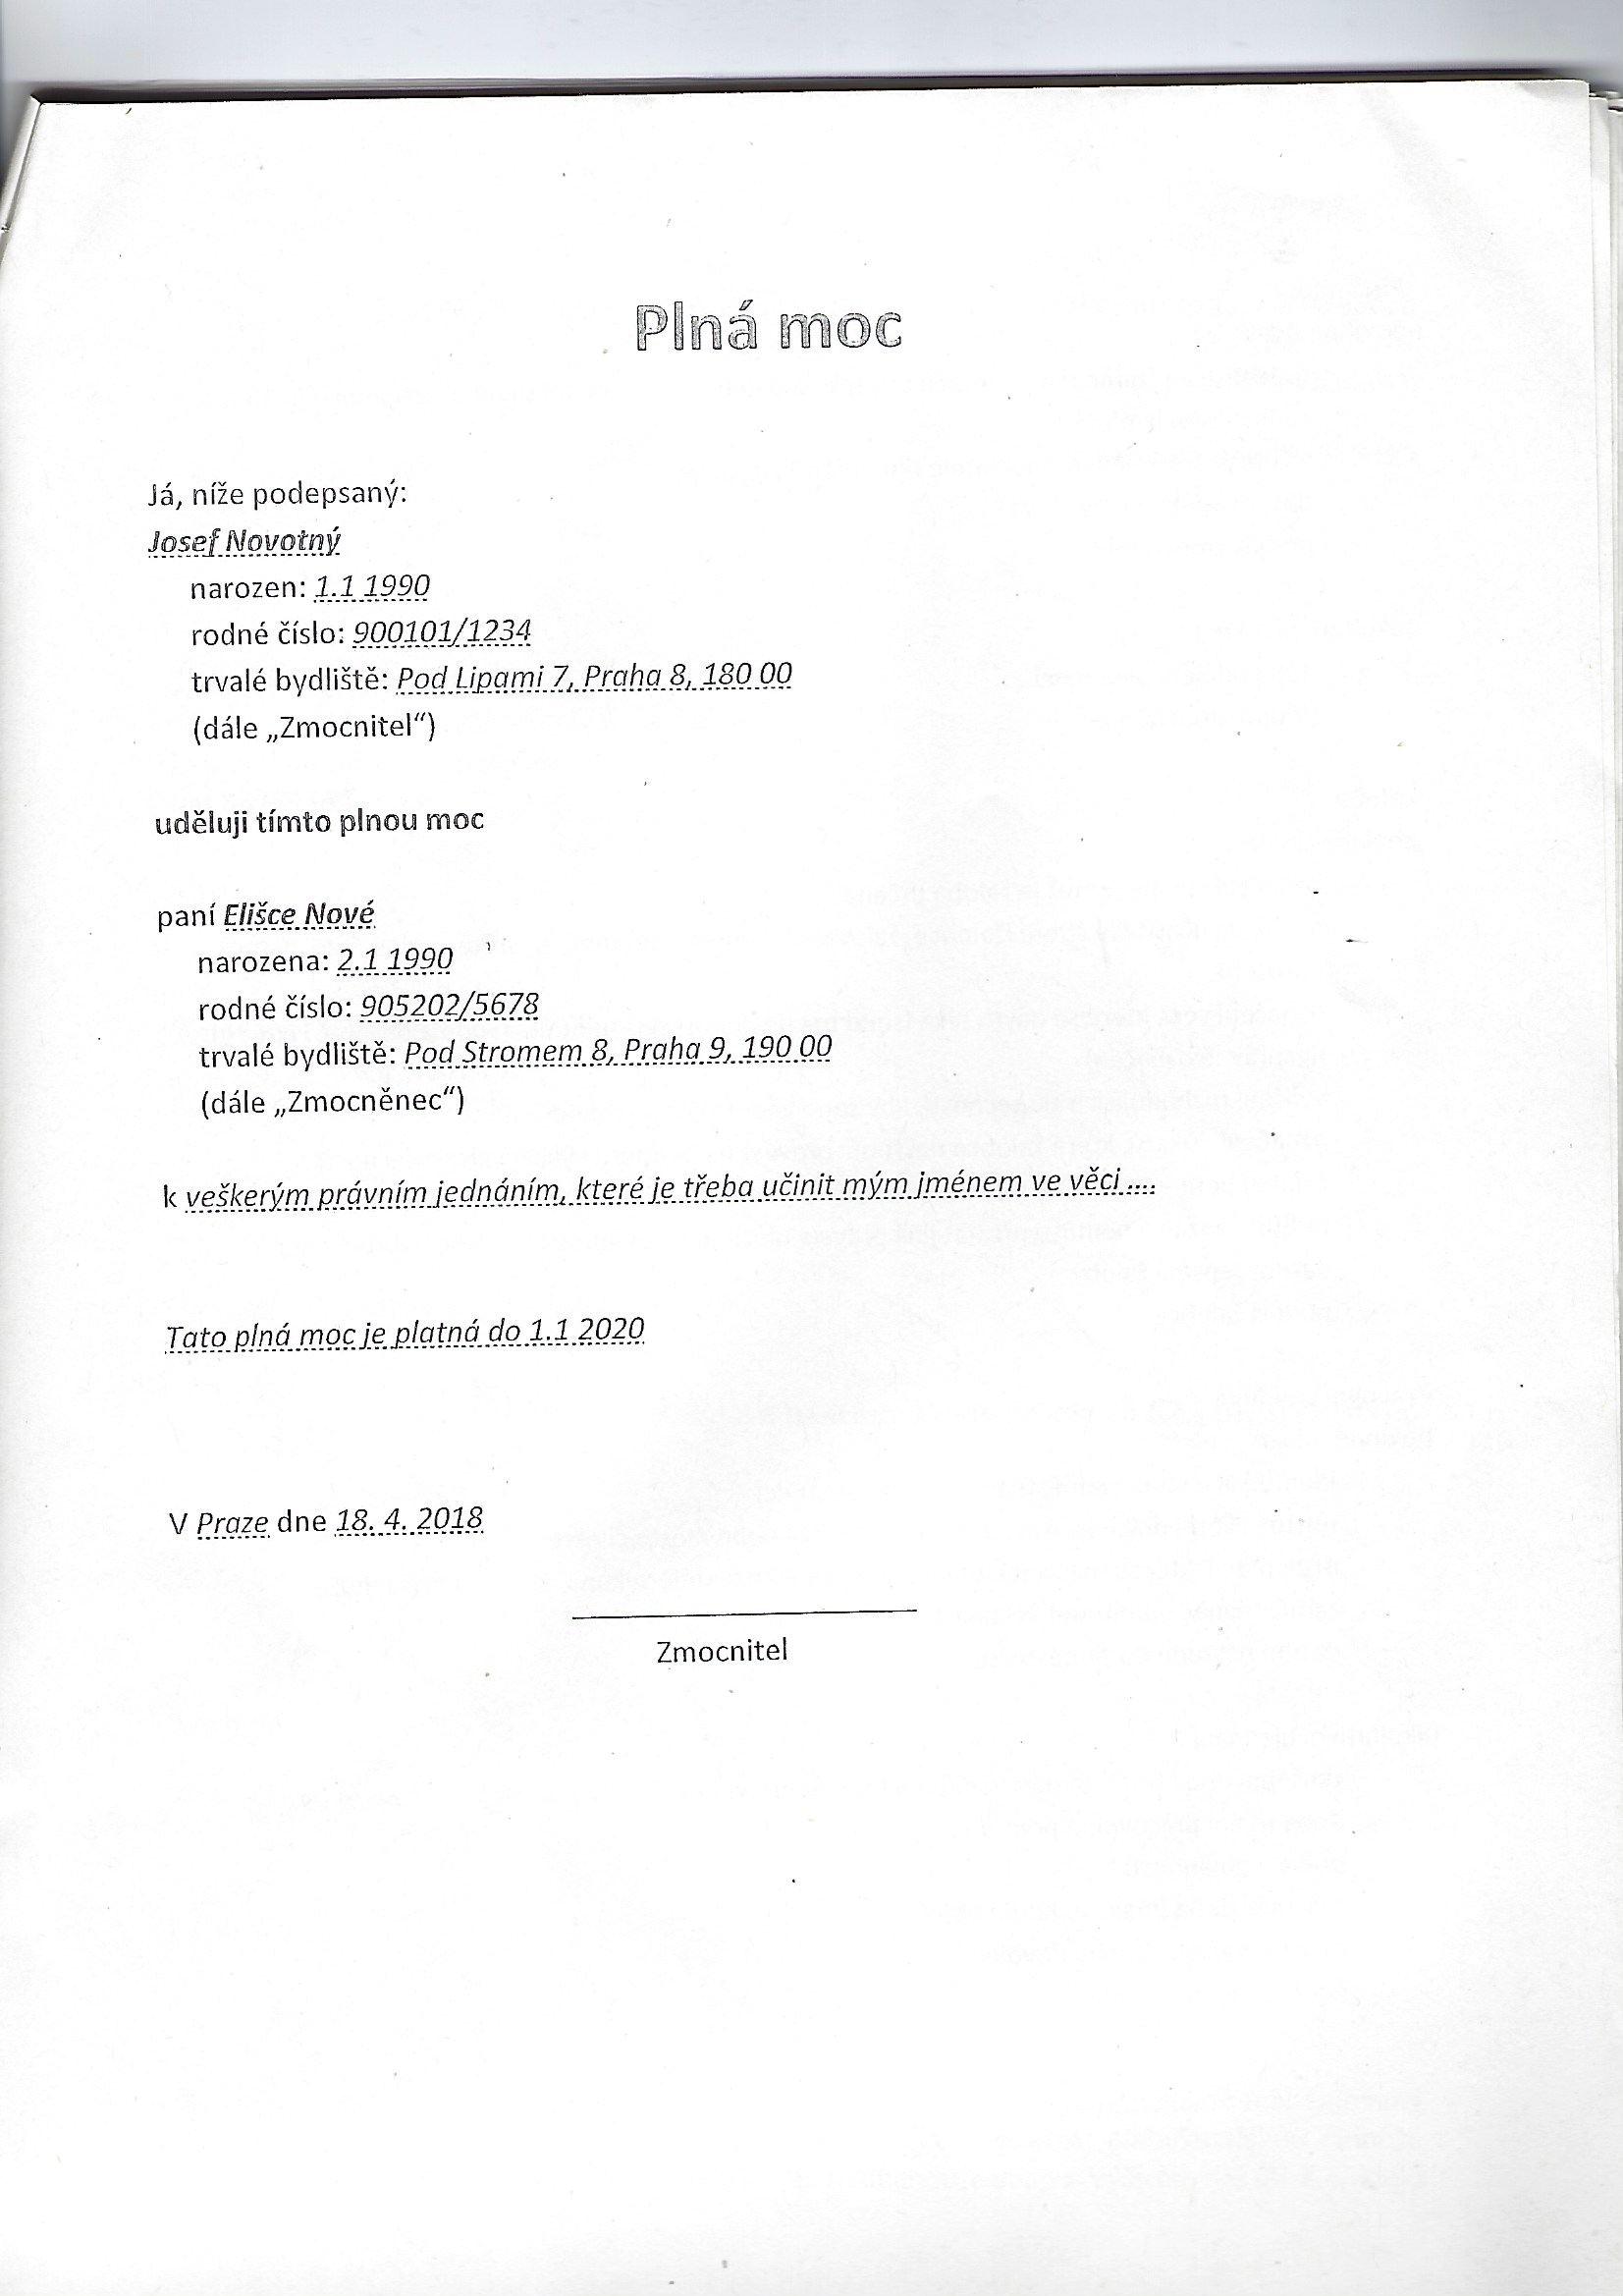 Plná moc
Já, níže podepsaný:
Josef Novotný
narozen: 1.1 1990
rodné číslo: 900101/1234
trvalé bydliště: Pod Lipami 7, Praha 8, 180 00
(dále „Zmocnitel“)
uděluji tímto plnou moc
paní Elišce Nové
narozena: 2.1 1990
rodné číslo: 905202/5678
trvalé bydliště: Pod Stromem 8, Praha 9, 190 00
(dále „Zmocněnec“)
k veškerým právním jednáním, které je třeba učinit mým jménem ve věci ....
Tato plná moc je platná do 1.1 2020
V Praze dne 18. 4. 2018
Zmocnitel